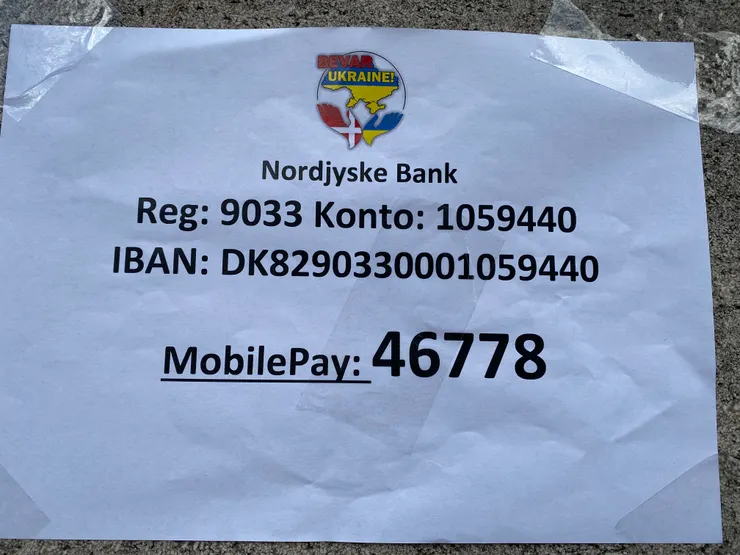 BEVAR
UKRAINE!
Nordjyske Bank
Reg: 9033 Konto: 1059440
IBAN: DK8290330001059440
MobilePay: 46778